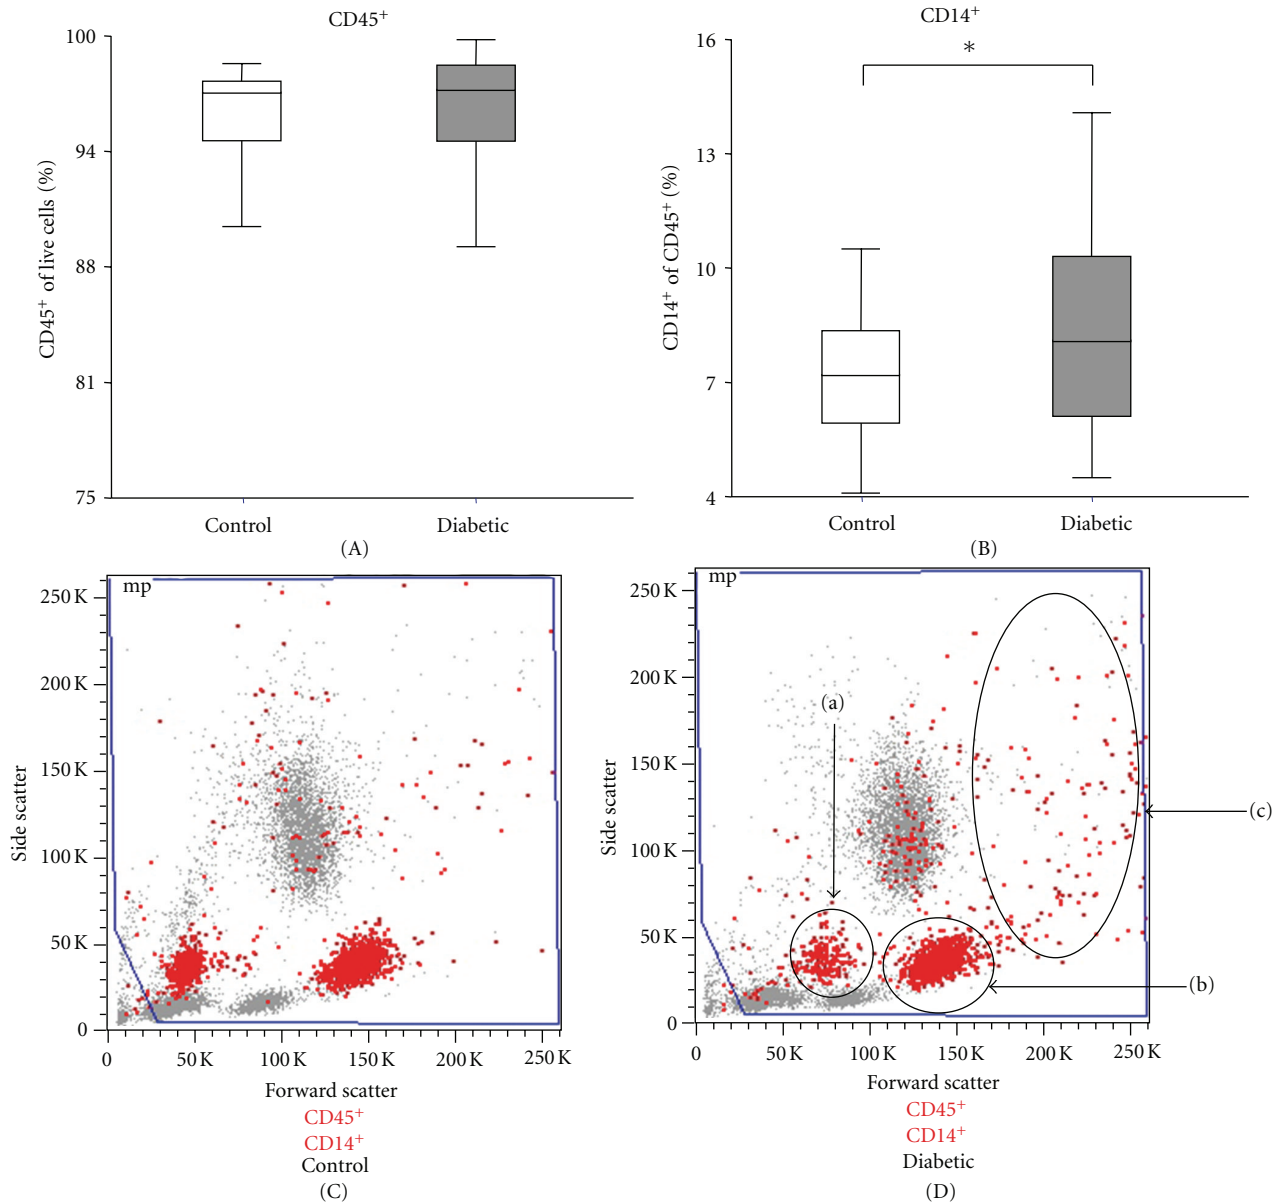 CD45⁺
100
94
88
81
75
CD45⁺ of live cells (%)
Control
Diabetic
(A)
CD14⁺
16
13
10
7
4
CD14⁺ of CD45⁺ (%)
*
Control
Diabetic
(B)
mp
250 K
200 K
150 K
100 K
50 K
0
Side scatter
0
50 K
100 K
150 K
200 K
250 K
Forward scatter
CD45⁺
CD14⁺
Control
(C)
mp
250 K
200 K
150 K
100 K
50 K
0
Side scatter
(a)
(c)
(b)
0
50 K
100 K
150 K
200 K
250 K
Forward scatter
CD45⁺
CD14⁺
Diabetic
(D)